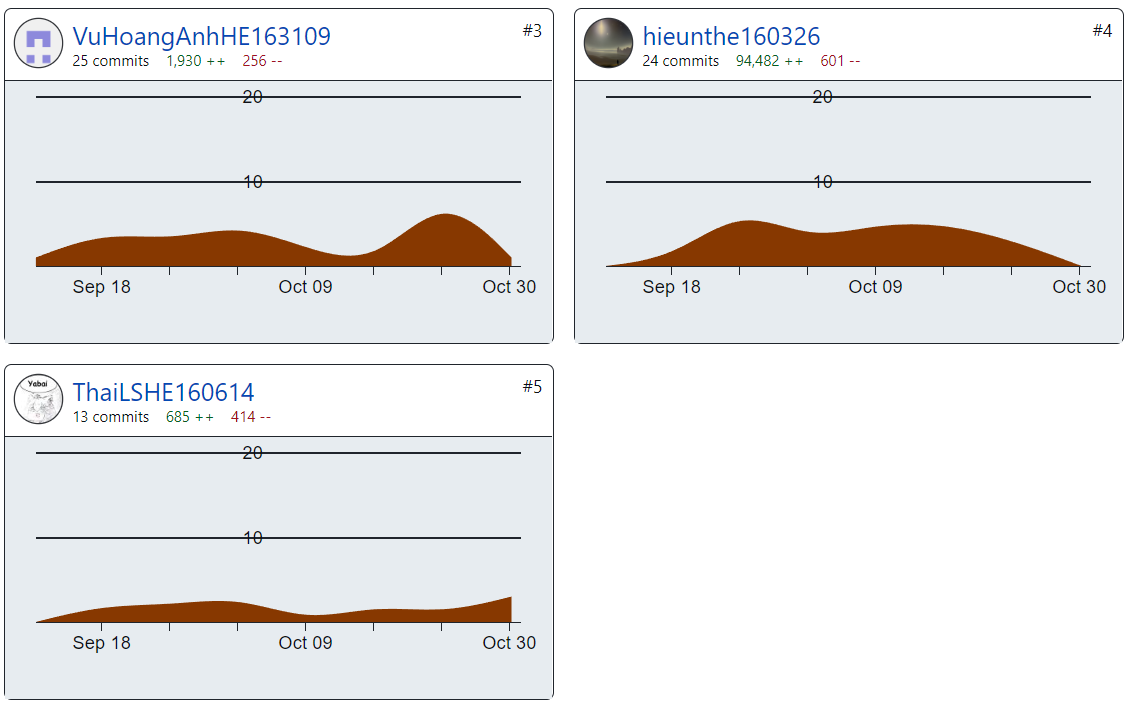 VuHoangAnhHE163109 #3
25 commits 1,930 ++ 256 --
20
10
Sep 18 Oct 09 Oct 30
hieunthe160326 #4
24 commits 94,482 ++ 601 --
20
10
Sep 18 Oct 09 Oct 30
Yabai
ThaiLSHE160614 #5
13 commits 685 ++ 414 --
20
10
Sep 18 Oct 09 Oct 30